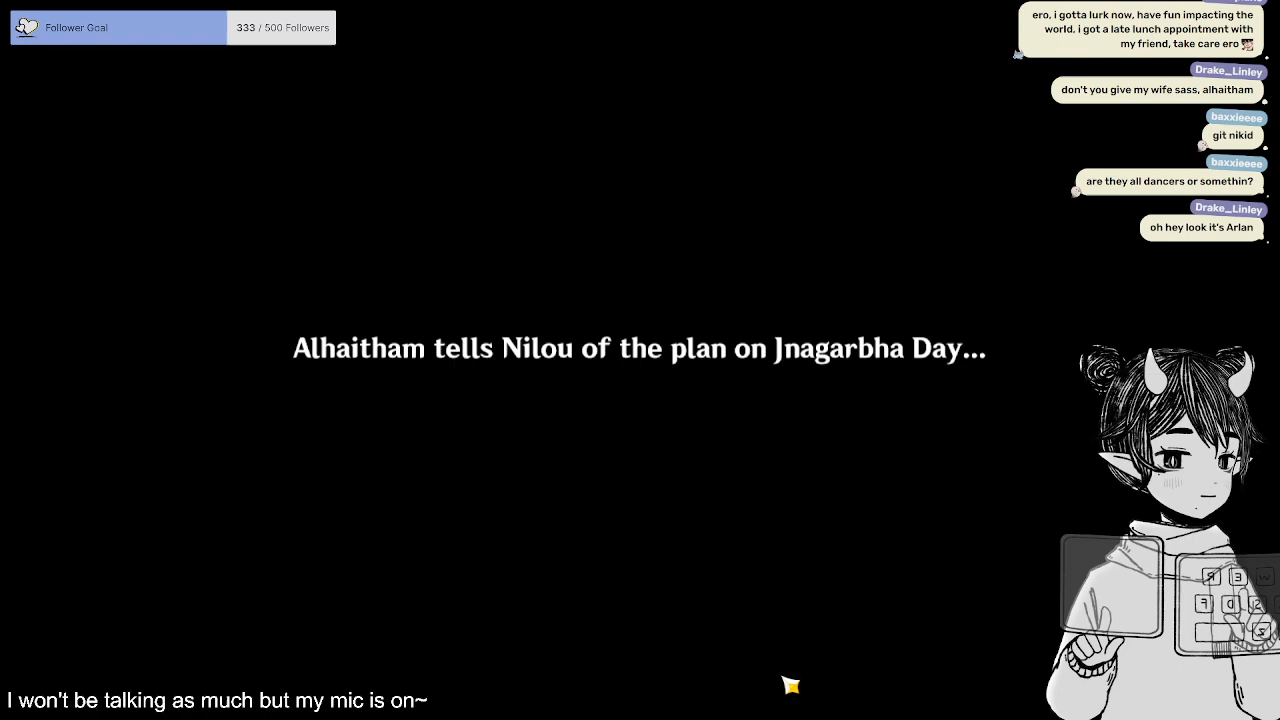 Follower Goal
333 / 500 Followers
ero, i gotta lurk now, have fun impacting the
world, i got a late lunch appointment with
my friend, take care ero
Drake_Linley
don't you give my wife sass, alhaitham
baxxieeee
git nikid
baxxieeee
are they all dancers or somethin?
Drake_Linley
oh hey look it's Arlan
Alhaitham tells Nilou of the plan on Jnagarbha Day...
I won't be talking as much but my mic is on~